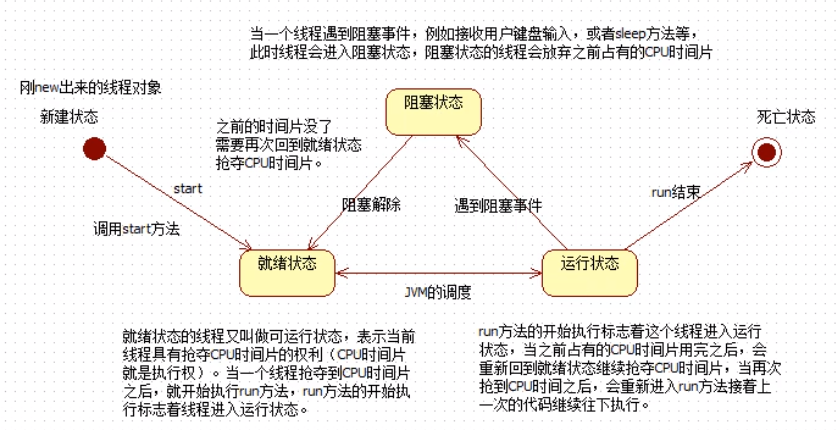 当一个线程遇到阻塞事件，例如接收用户键盘输入，或者sleep方法等，
此时线程会进入阻塞状态，阻塞状态的线程会放弃之前占有的CPU时间片
刚new出来的线程对象
新建状态
阻塞状态
死亡状态
之前的时间片没了
需要再次回到就绪状态
抢夺CPU时间片。
start
run结束
阻塞解除
遇到阻塞事件
调用start方法
就绪状态
运行状态
JVM的调度
就绪状态的线程又叫做可运行状态，表示当前
线程具有抢夺CPU时间片的权利（CPU时间片
就是执行权）。当一个线程抢夺到CPU时间片
之后，就开始执行run方法，run方法的开始执
行标志着线程进入运行状态。
run方法的开始执行标志着这个线程进入运行
状态，当之前占有的CPU时间片用完之后，会
重新回到就绪状态继续抢夺CPU时间片，当再次
抢到CPU时间之后，会重新进入run方法接着上
一次的代码继续往下执行。